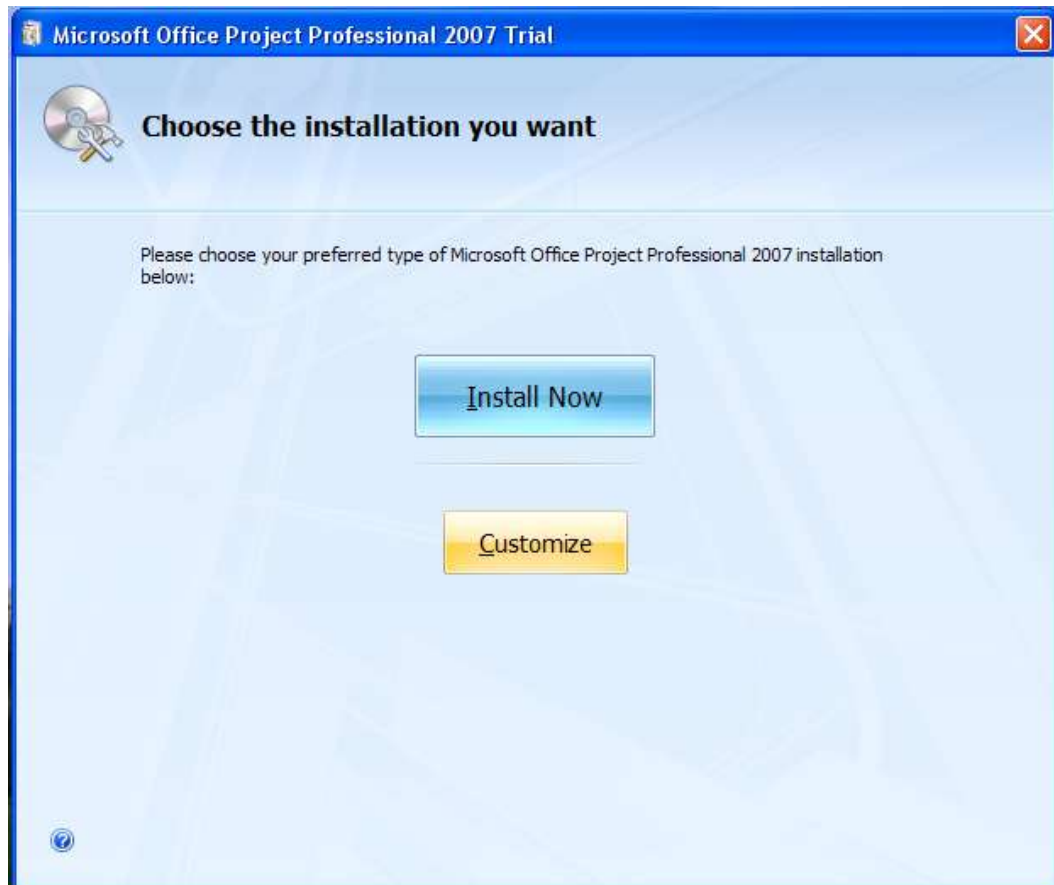 Microsoft Office Project Professional 2007 Trial
Choose the installation you want
Please choose your preferred type of Microsoft Office Project Professional 2007 installation
below:
Install Now
Customize